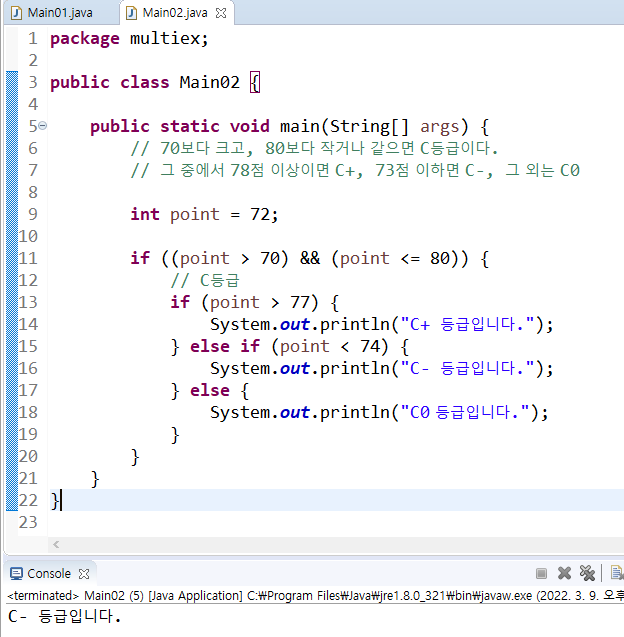 Main01.java Main02.java
1 package multiex;
2
3 public class Main02 {
4
5 public static void main(String[] args) {
6 // 70보다 크고, 80보다 작거나 같으면 C등급이다.
7 // 그 중에서 78점 이상이면 C+, 73점 이하면 C-, 그 외는 C0
8
9 int point = 72;
10
11 if ((point > 70) && (point <= 80)) {
12 // C등급
13 if (point > 77) {
14 System.out.println("C+ 등급입니다.");
15 } else if (point < 74) {
16 System.out.println("C- 등급입니다.");
17 } else {
18 System.out.println("C0 등급입니다.");
19 }
20 }
21 }
22 }
23
Console
<terminated> Main02 (5) [Java Application] C:₩Program Files₩Java₩jre1.8.0_321₩bin₩javaw.exe (2022. 3. 9. 오후
C- 등급입니다.